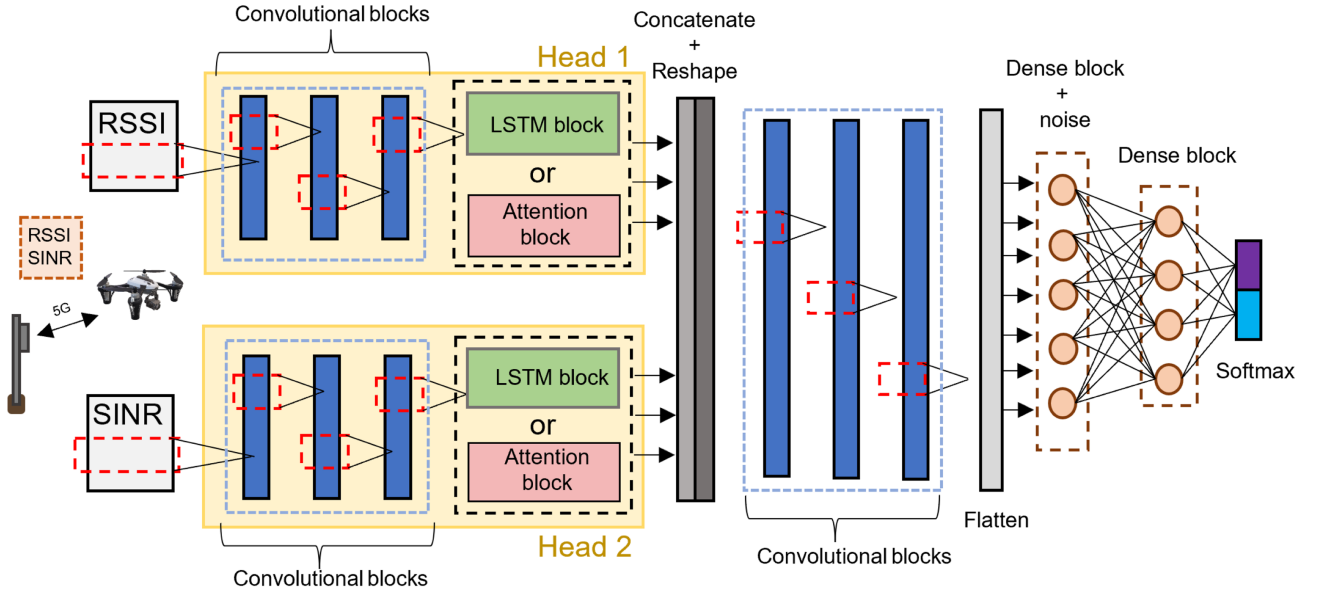 Convolutional blocks
Head 1
RSSI
LSTM block
or
Attention
block
Concatenate
+
Reshape
Dense block
+
noise
Dense block
RSSI
SINR
5G
SINR
LSTM block
or
Attention
block
Head 2
Convolutional blocks
Convolutional blocks
Flatten
Softmax